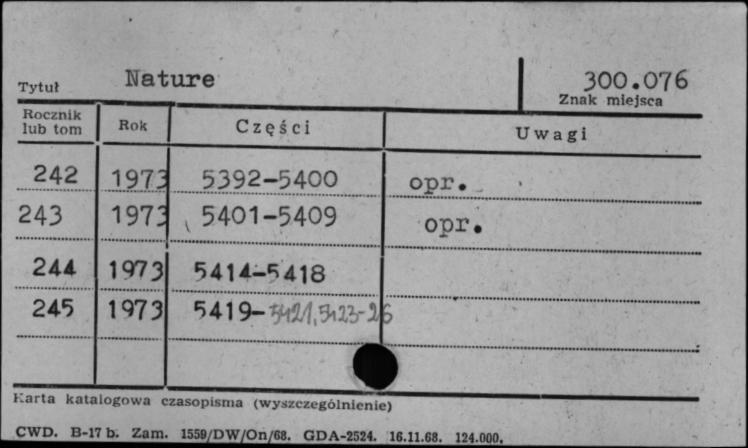 Tytuł Nature 300.076
Znak miejsca
Rocznik lub tom Rok Części Uwagi
242 1973 5392-5400 opr.
243 1973 5401-5409 opr.
244 1973 5414-5418
245 1973 5419-5421, 5423-26
Karta katalogowa czasopisma (wyszczególnienie)
CWD. B-17 b. Zam. 1559/DW/On/68. GDA-2524. 16.11.68. 124.000.